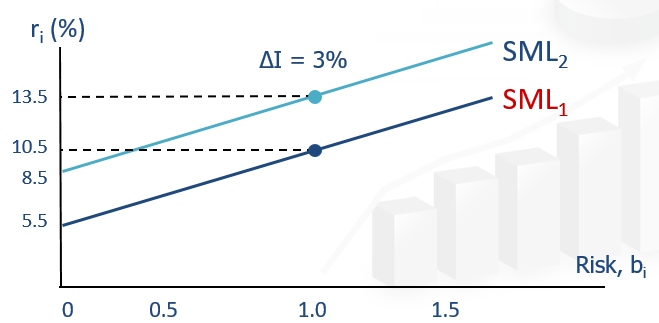 rᵢ (%)
ΔI = 3%
SML₂
SML₁
13.5
10.5
8.5
5.5
Risk, bᵢ
0 0.5 1.0 1.5